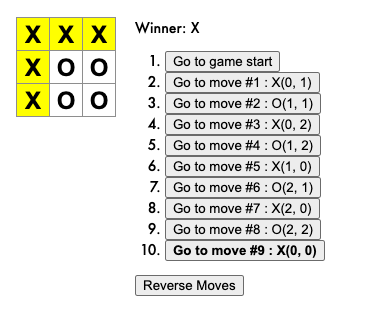 X X X
X O O
X O O
Winner: X
1. Go to game start
2. Go to move #1 : X(0, 1)
3. Go to move #2 : O(1, 1)
4. Go to move #3 : X(0, 2)
5. Go to move #4 : O(1, 2)
6. Go to move #5 : X(1, 0)
7. Go to move #6 : O(2, 1)
8. Go to move #7 : X(2, 0)
9. Go to move #8 : O(2, 2)
10. Go to move #9 : X(0, 0)
Reverse Moves